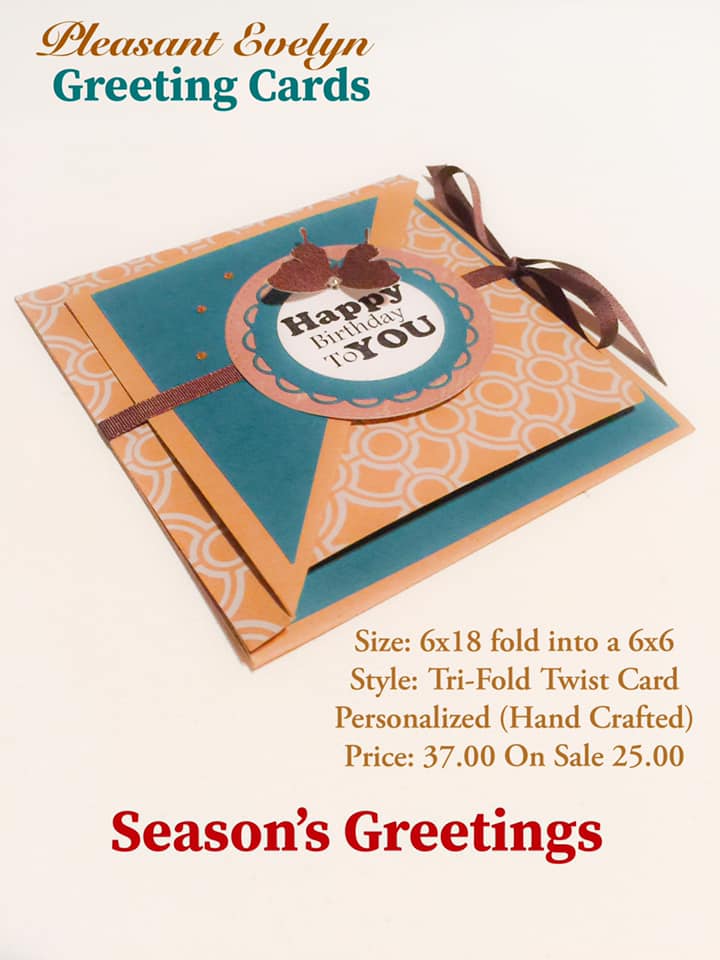 Pleasant Evelyn
Greeting Cards
Happy
Birthday
To YOU
Size: 6x18 fold into a 6x6
Style: Tri-Fold Twist Card
Personalized (Hand Crafted)
Price: 37.00 On Sale 25.00
Season's Greetings